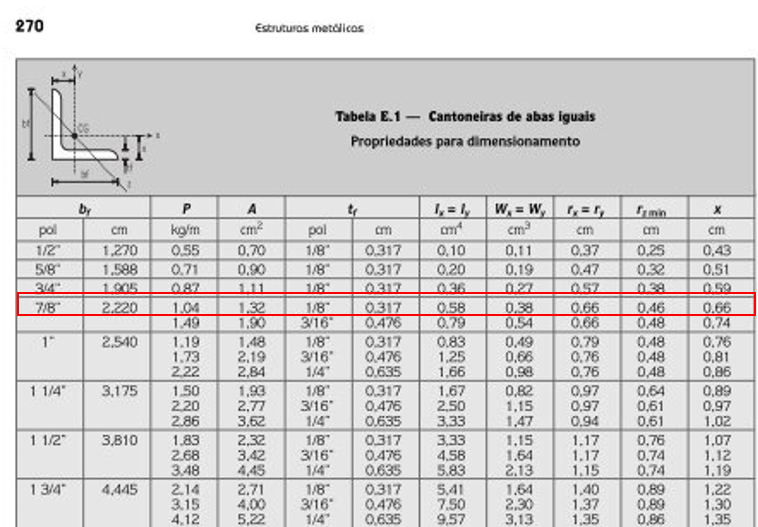 270 Estruturas metálicas
Tabela E.1 — Cantoneiras de abas iguais
Propriedades para dimensionamento
x y
CG
bf x x
bf
z
bf P A tf Ix = Iy Wx = Wy rx = ry rz min x
pol cm kg/m cm² pol cm cm⁴ cm³ cm cm cm
1/2" 1,270 0,55 0,70 1/8" 0,317 0,10 0,11 0,37 0,25 0,43
5/8" 1,588 0,71 0,90 1/8" 0,317 0,20 0,19 0,47 0,32 0,51
3/4" 1,905 0,87 1,11 1/8" 0,317 0,36 0,27 0,57 0,38 0,59
7/8" 2,220 1,04 1,32 1/8" 0,317 0,58 0,38 0,66 0,46 0,66
1,49 1,90 3/16" 0,476 0,79 0,54 0,66 0,48 0,74
1" 2,540 1,19 1,48 1/8" 0,317 0,83 0,49 0,79 0,48 0,76
1,73 2,19 3/16" 0,476 1,25 0,66 0,76 0,48 0,81
2,22 2,84 1/4" 0,635 1,66 0,98 0,76 0,48 0,86
1 1/4" 3,175 1,50 1,93 1/8" 0,317 1,67 0,82 0,97 0,64 0,89
2,20 2,77 3/16" 0,476 2,50 1,15 0,97 0,61 0,97
2,86 3,62 1/4" 0,635 3,33 1,47 0,94 0,61 1,02
1 1/2" 3,810 1,83 2,32 1/8" 0,317 3,33 1,15 1,17 0,76 1,07
2,68 3,42 3/16" 0,476 4,58 1,64 1,17 0,74 1,12
3,48 4,45 1/4" 0,635 5,83 2,13 1,15 0,74 1,19
1 3/4" 4,445 2,14 2,71 1/8" 0,317 5,41 1,64 1,40 0,89 1,22
3,15 4,00 3/16" 0,476 7,50 2,30 1,37 0,89 1,30
4,12 5,22 1/4" 0,635 9,57 3,13 1,35 0,86 1,35